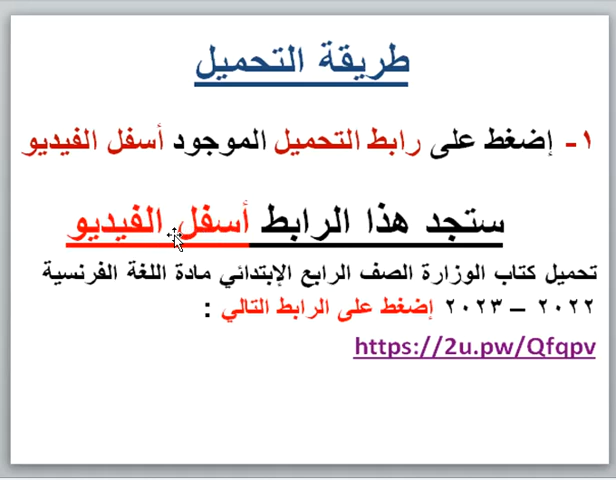 طريقة التحميل
١- إضغط على رابط التحميل الموجود أسفل الفيديو
ستجد هذا الرابط أسفل الفيديو
تحميل كتاب الوزارة الصف الرابع الإبتدائي مادة اللغة الفرنسية
٢٠٢٢ – ٢٠٢٣ إضغط على الرابط التالي :
https://2u.pw/Qfqpv